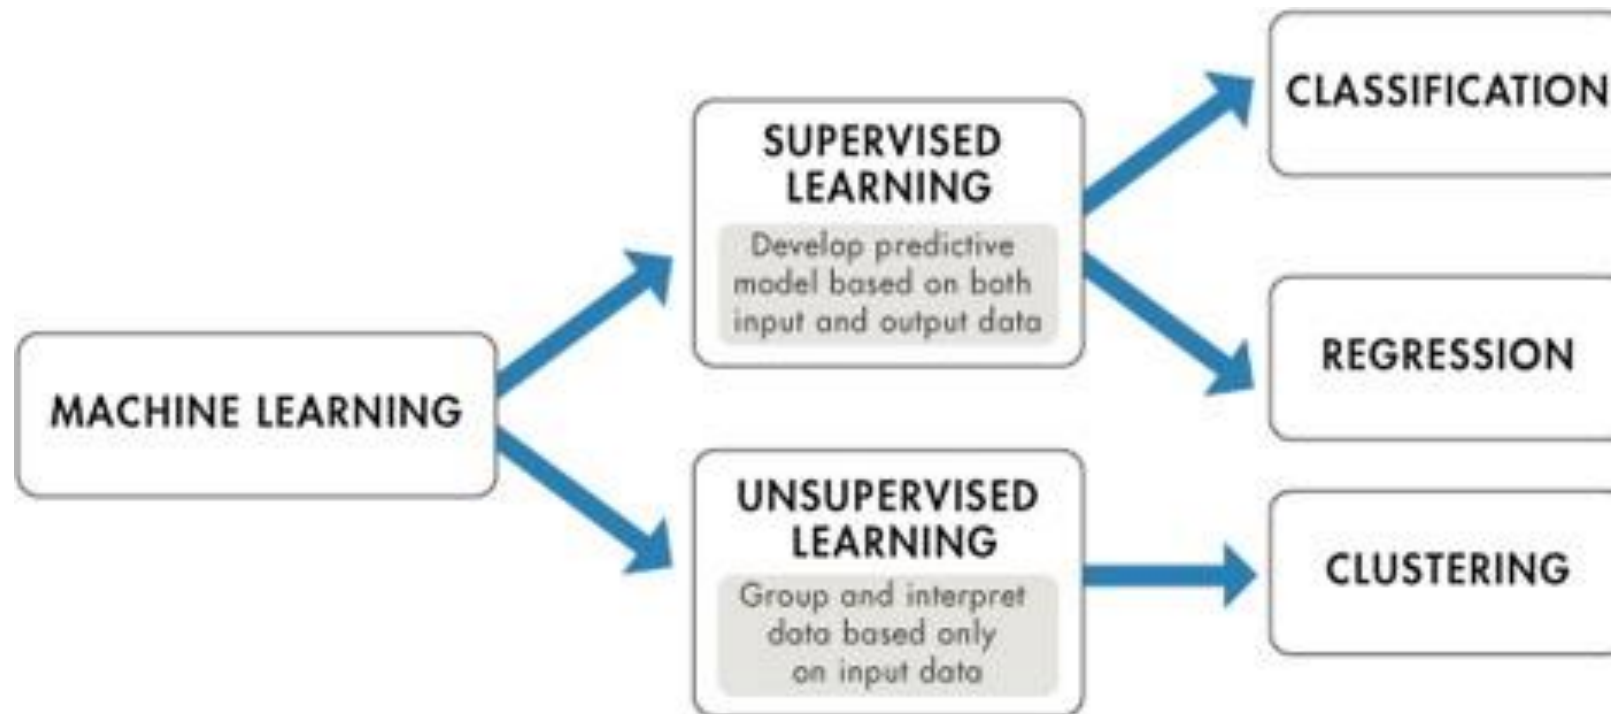 MACHINE LEARNING
SUPERVISED
LEARNING
Develop predictive
model based on both
input and output data
UNSUPERVISED
LEARNING
Group and interpret
data based only
on input data
CLASSIFICATION
REGRESSION
CLUSTERING